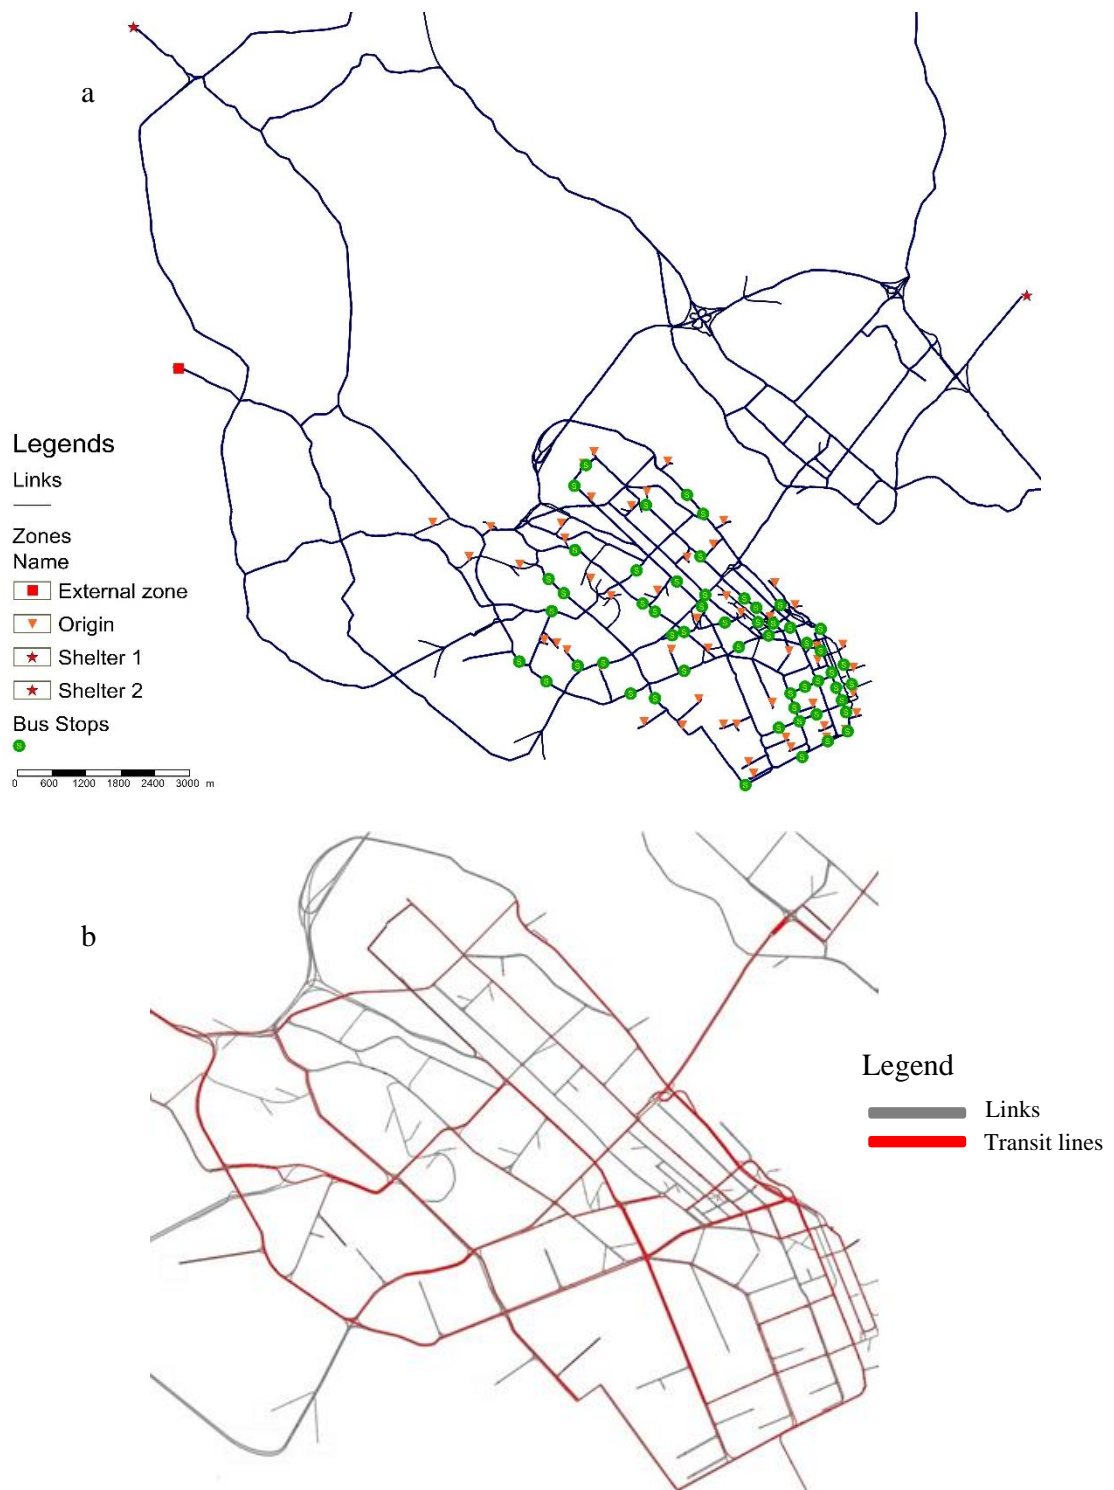 a
Legends
Links
Zones
Name
External zone
Origin
Shelter 1
Shelter 2
Bus Stops
0 600 1200 1800 2400 3000 m
b
Legend
Links
Transit lines